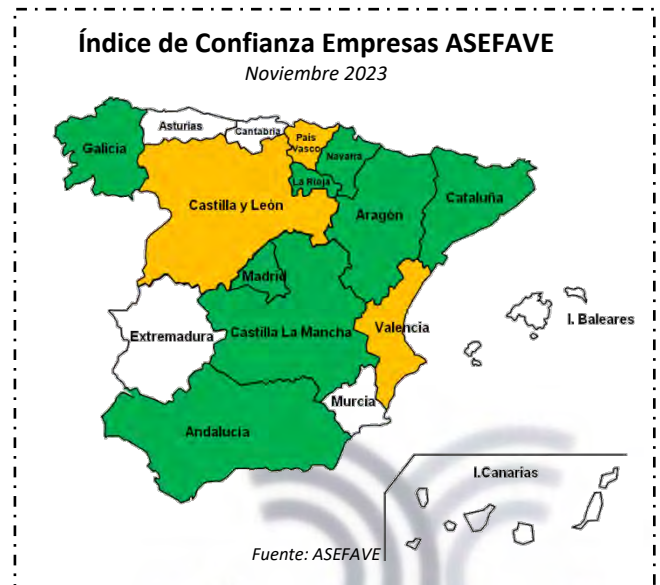 Índice de Confianza Empresas ASEFAVE
Noviembre 2023
Asturias
Cantabria
País
Vasco
Galicia
Navarra
La Rioja
Castilla y León
Cataluña
Aragón
Madrid
I. Baleares
Extremadura
Castilla La Mancha
Valencia
Murcia
Andalucía
I.Canarias
Fuente: ASEFAVE